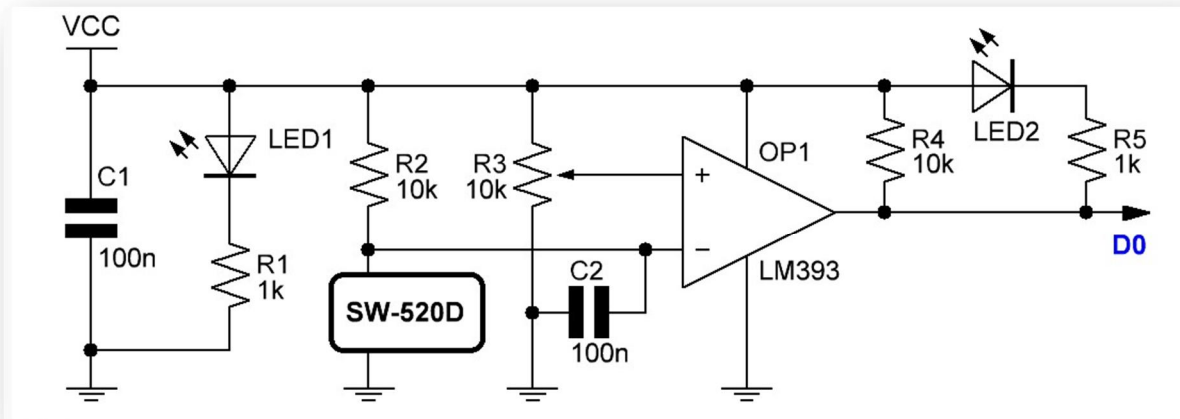 VCC
C1
100n
LED1
R1
1k
R2
10k
SW-520D
R3
10k
C2
100n
+
−
OP1
LM393
R4
10k
LED2
R5
1k
D0